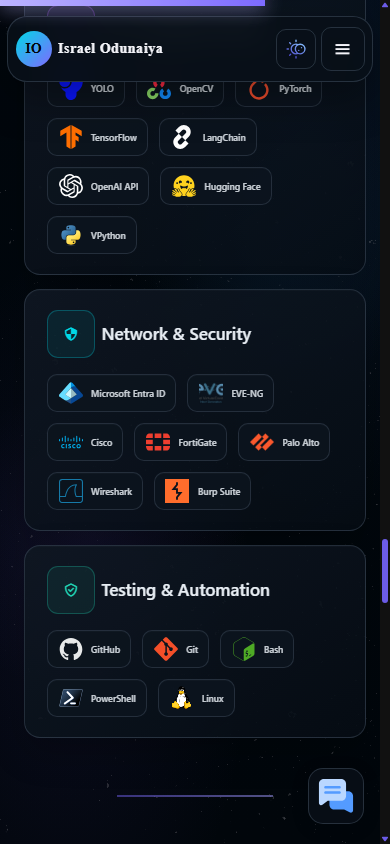 IO Israel Odunaiya
YOLO OpenCV PyTorch
TensorFlow LangChain
OpenAI API Hugging Face
VPython
Network & Security
Microsoft Entra ID EVE-NG
CISCO Cisco FortiGate Palo Alto
Wireshark Burp Suite
Testing & Automation
GitHub Git Bash
PowerShell Linux